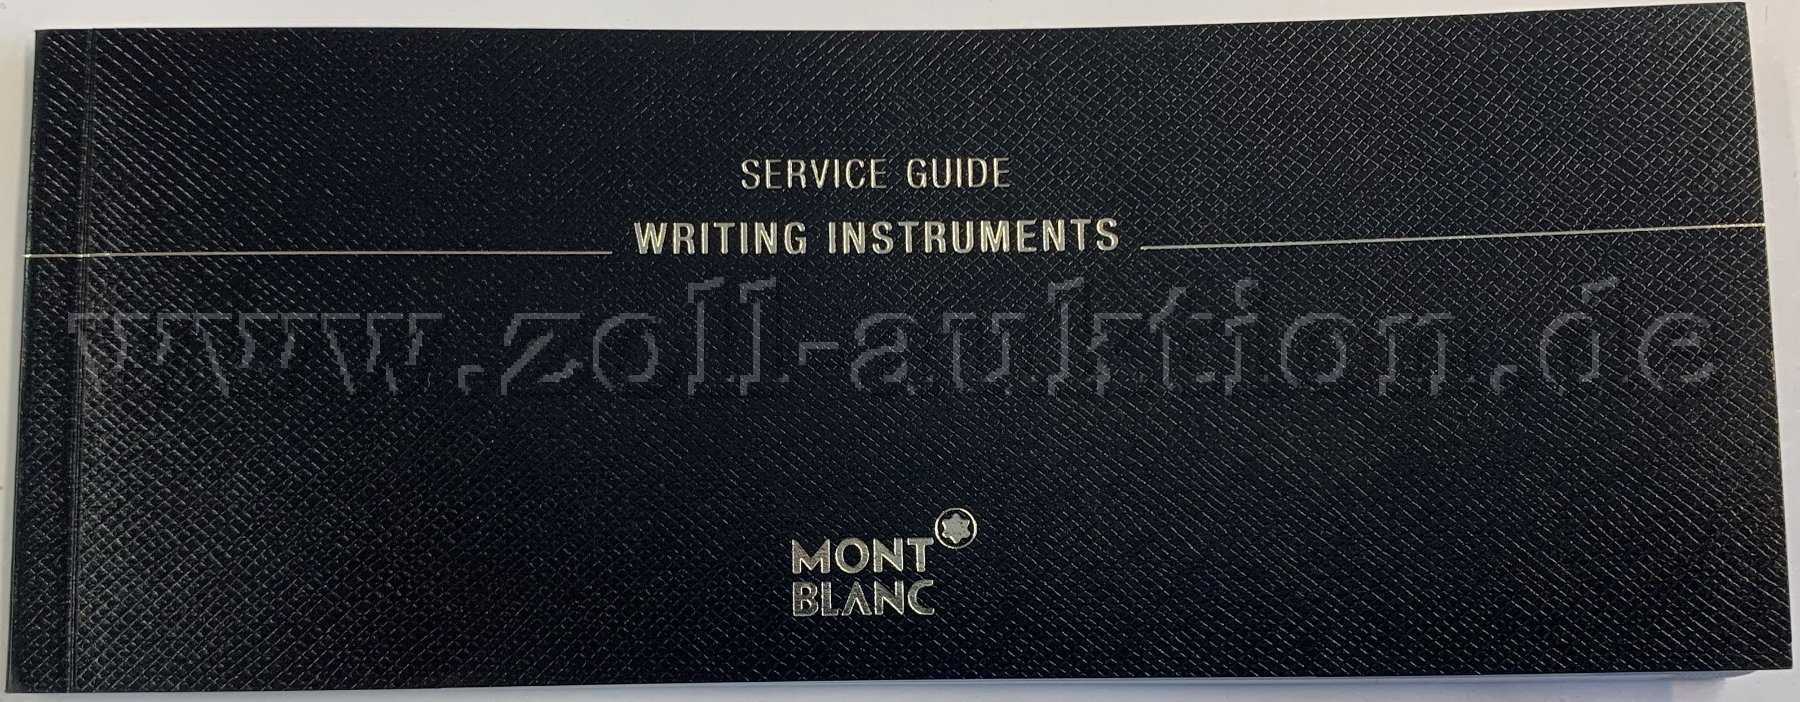 SERVICE GUIDE
WRITING INSTRUMENTS
www.zoll-auktion.de
MONT
BLANC